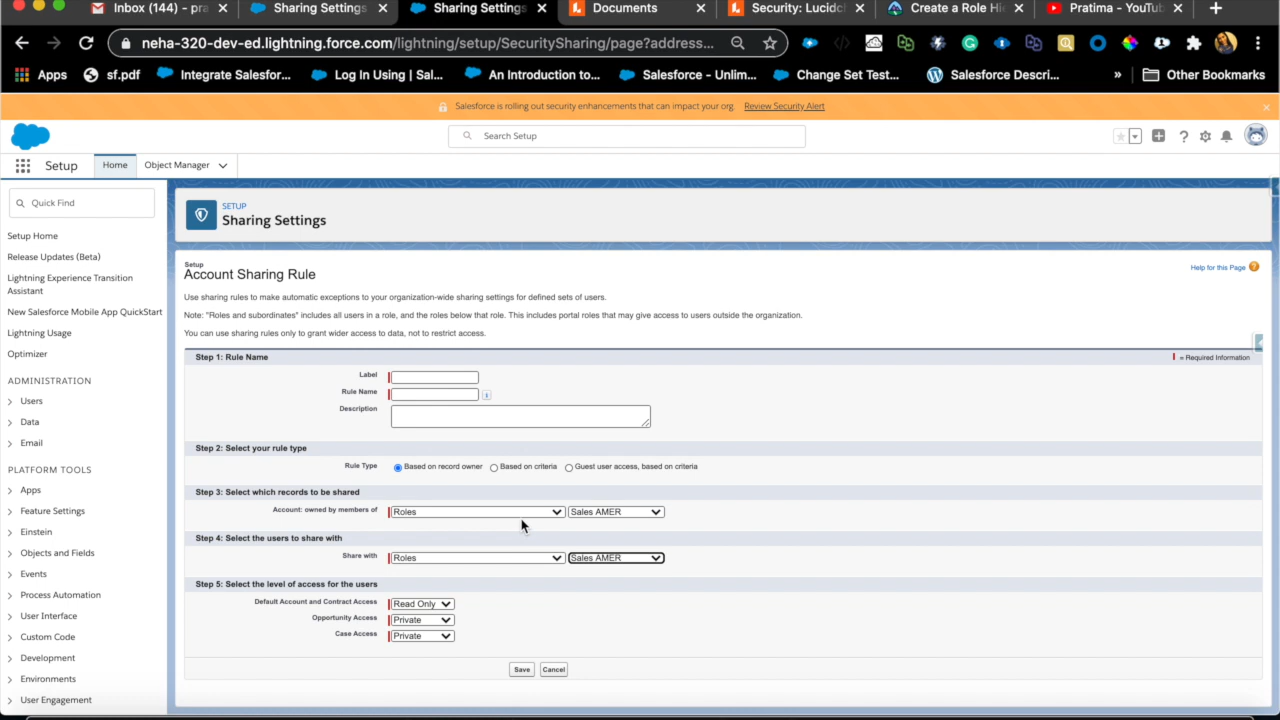 Inbox (144) – pra
Sharing Settings
Sharing Settings
Documents
Security: Lucidc
Create a Role Hi
Pratima - YouTub
neha-320-dev-ed.lightning.force.com/lightning/setup/SecuritySharing/page?address...
Apps
sf.pdf
Integrate Salesfor...
Log In Using | Sal...
An Introduction to...
Salesforce - Unlim...
Change Set Test...
Salesforce Descri...
»
Other Bookmarks
Salesforce is rolling out security enhancements that can impact your org. Review Security Alert
Search Setup
Setup
Home
Object Manager
Quick Find
Setup Home
Release Updates (Beta)
Lightning Experience Transition
Assistant
New Salesforce Mobile App QuickStart
Lightning Usage
Optimizer
ADMINISTRATION
Users
Data
Email
PLATFORM TOOLS
Apps
Feature Settings
Einstein
Objects and Fields
Events
Process Automation
User Interface
Custom Code
Development
Environments
User Engagement
SETUP
Sharing Settings
Setup
Account Sharing Rule
Help for this Page
Use sharing rules to make automatic exceptions to your organization-wide sharing settings for defined sets of users.
Note: "Roles and subordinates" includes all users in a role, and the roles below that role. This includes portal roles that may give access to users outside the organization.
You can use sharing rules only to grant wider access to data, not to restrict access.
Step 1: Rule Name
= Required Information
Label
Rule Name
Description
Step 2: Select your rule type
Rule Type
Based on record owner
Based on criteria
Guest user access, based on criteria
Step 3: Select which records to be shared
Account: owned by members of
Roles
Sales AMER
Step 4: Select the users to share with
Share with
Roles
Sales AMER
Step 5: Select the level of access for the users
Default Account and Contract Access
Read Only
Opportunity Access
Private
Case Access
Private
Save
Cancel